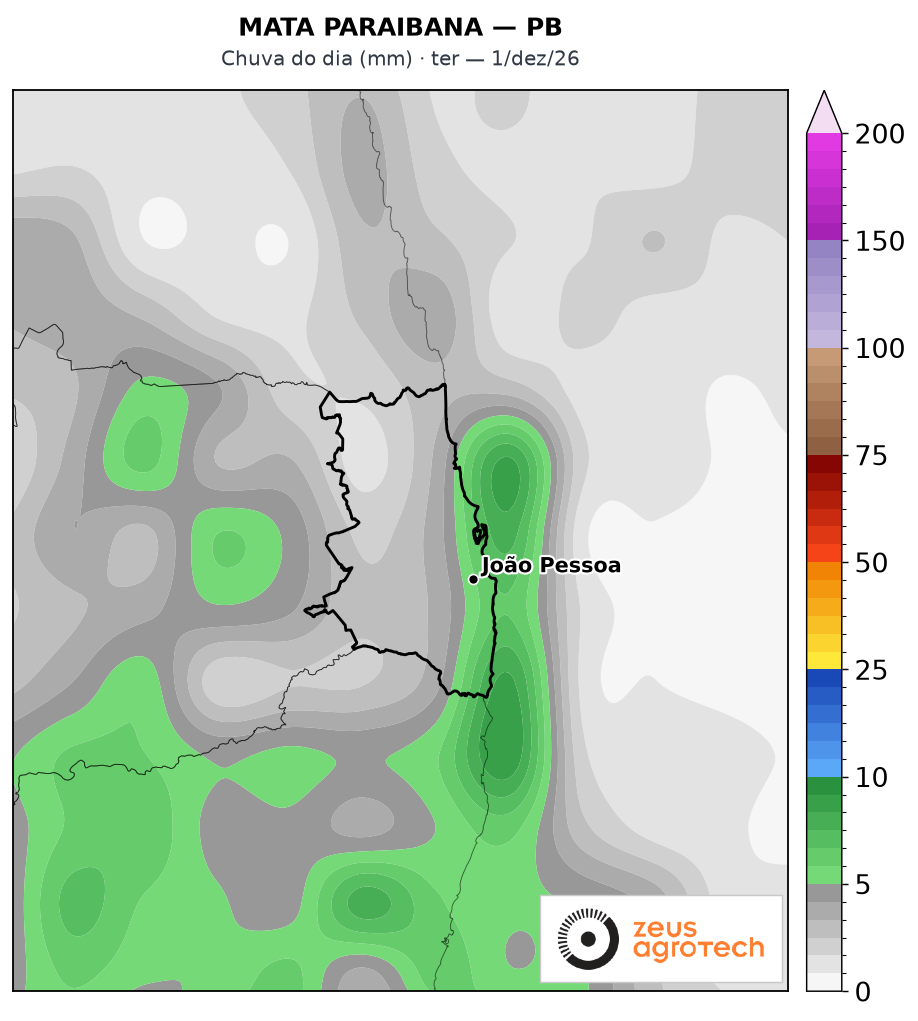 MATA PARAIBANA — PB
Chuva do dia (mm) · ter — 1/dez/26
200
150
100
75
50
25
10
5
0
João Pessoa
zeus
agrotech